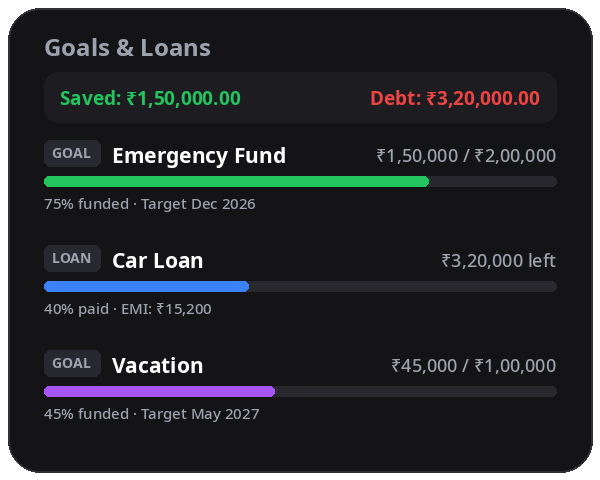 Goals & Loans
Saved: ₹1,50,000.00 Debt: ₹3,20,000.00
GOAL Emergency Fund ₹1,50,000 / ₹2,00,000
75% funded · Target Dec 2026
LOAN Car Loan ₹3,20,000 left
40% paid · EMI: ₹15,200
GOAL Vacation ₹45,000 / ₹1,00,000
45% funded · Target May 2027